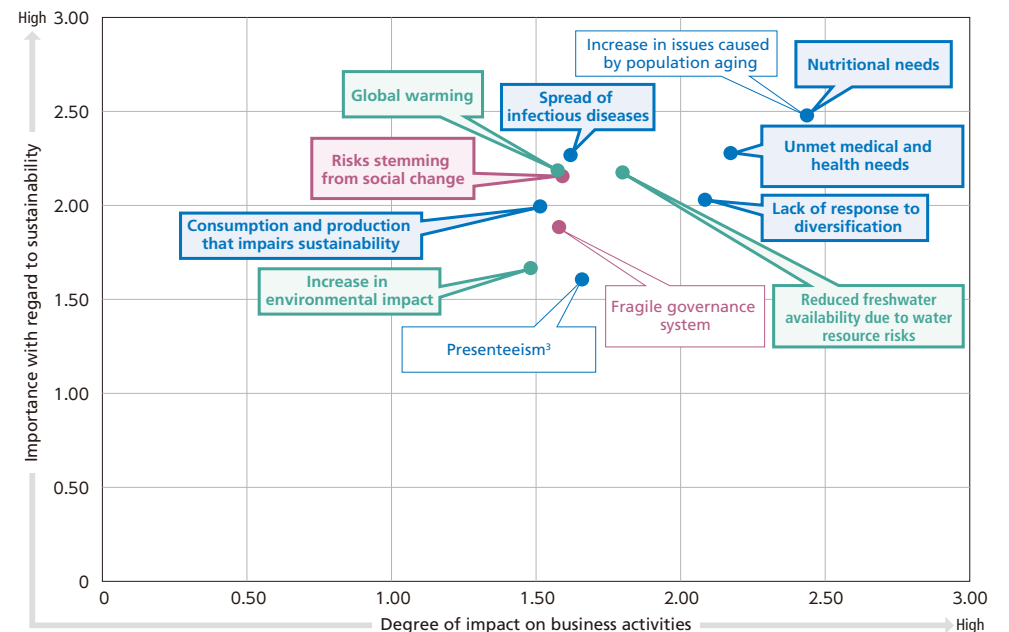 High 3.00
Increase in issues caused
by population aging
Nutritional needs
Global warming
Spread of
infectious diseases
2.50
Unmet medical and
health needs
Risks stemming
from social change
2.00
Lack of response to
diversification
Consumption and production
that impairs sustainability
Increase in
environmental impact
1.50
Fragile governance
system
Reduced freshwater
availability due to water
resource risks
Presenteeism³
1.00
0.50
0
Importance with regard to sustainability
0 0.50 1.00 1.50 2.00 2.50 3.00
Degree of impact on business activities
High